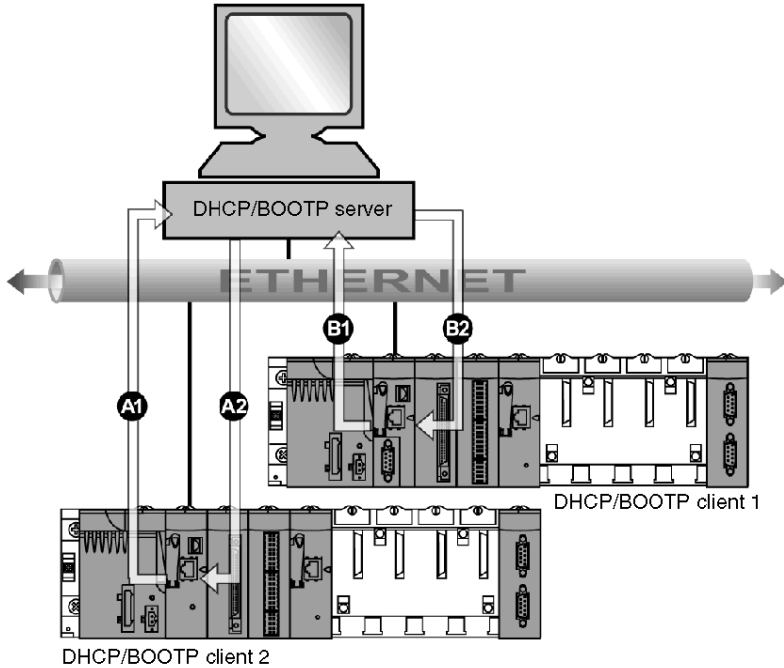 DHCP/BOOTP server
ETHERNET
B1
B2
A1
A2
DHCP/BOOTP client 1
DHCP/BOOTP client 2